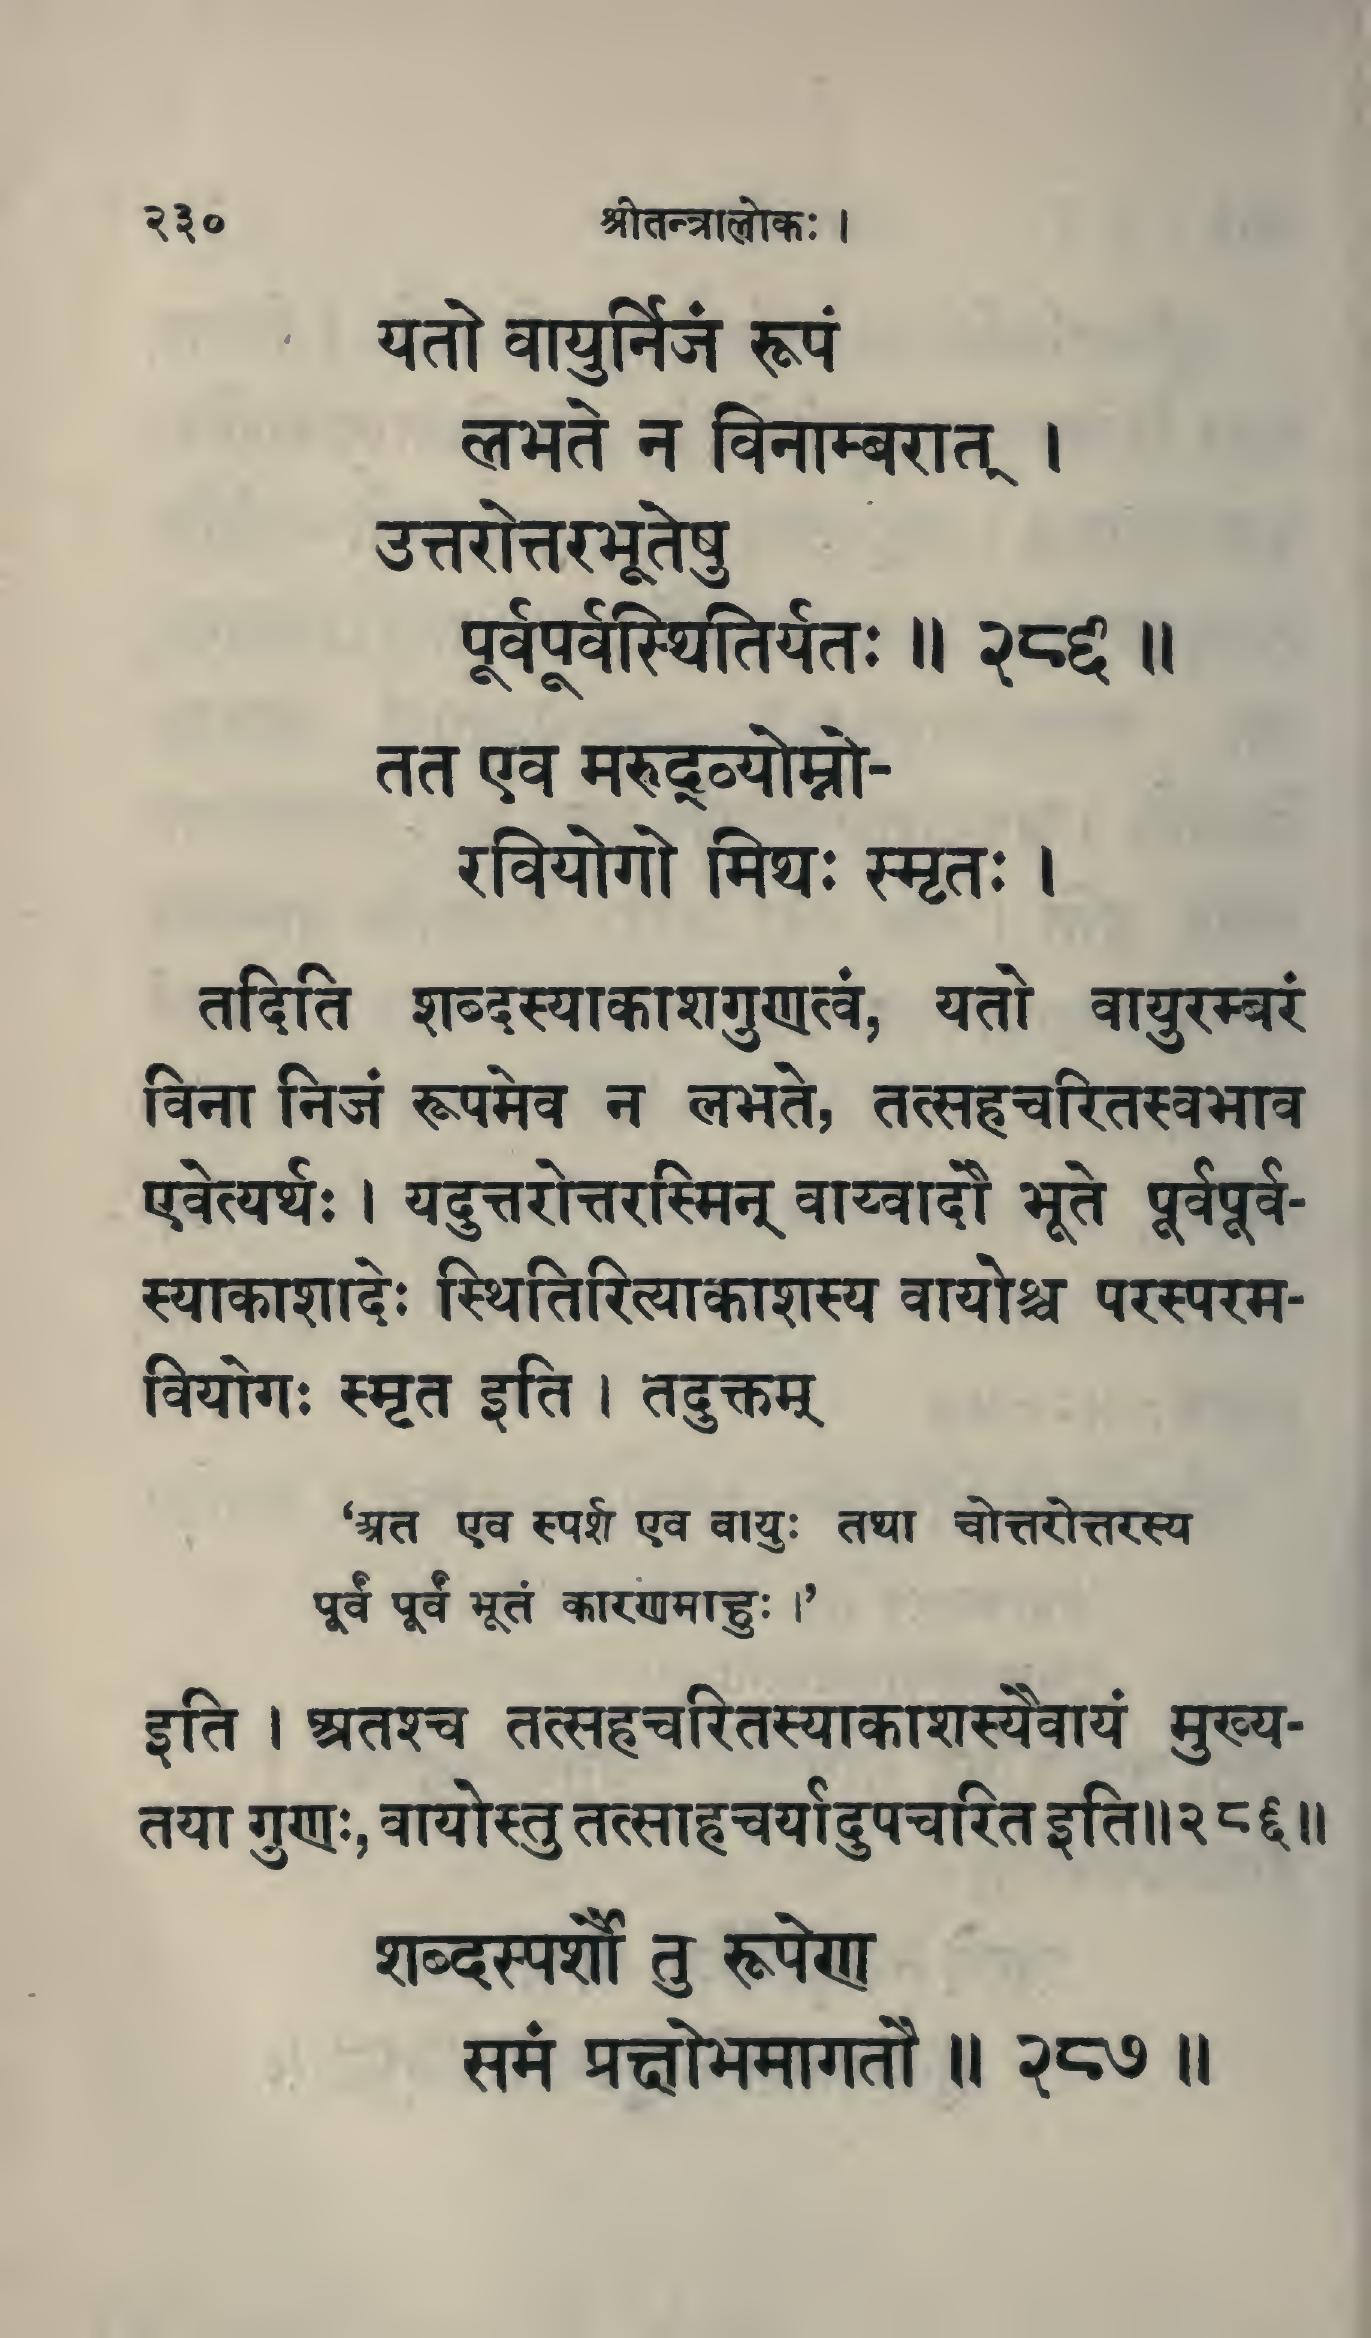 २३० श्रीतन्त्रालोकः ।
यतो वायुर्निजं रूपं
लभते न विनाम्बरात् ।
उत्तरोत्तरभूतेषु
पूर्वपूर्वस्थितिर्यतः ॥ २८६ ॥
तत एव मरुद्व्योम्नो-
रवियोगो मिथः स्मृतः ।
तदिति शब्दस्याकाशगुणत्वं, यतो वायुरम्बरं
विना निजं रूपमेव न लभते, तत्सहचरितस्वभाव
एवेत्यर्थः । यदुत्तरोत्तरस्मिन् वाय्वादौ भूते पूर्वपूर्व-
स्याकाशादेः स्थितिरित्याकाशस्य वायोश्च परस्परम-
वियोगः स्मृत इति । तदुक्तम्
‘अत एव स्पर्श एव वायुः तथा चोत्तरोत्तरस्य
पूर्वं पूर्वं भूतं कारणमाहुः ।’
इति । अतश्च तत्सहचरितस्याकाशस्यैवायं मुख्य-
तया गुणः, वायोस्तु तत्साहचर्यादुपचरित इति॥२८६॥
शब्दस्पर्शौ तु रूपेण
समं प्रक्षोभमागतौ ॥ २८७ ॥